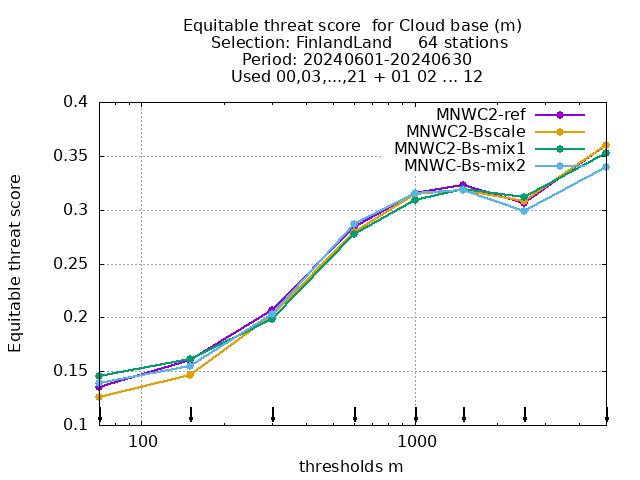 Equitable threat score  for Cloud base (m)
Selection: FinlandLand     64 stations
Period: 20240601-20240630
Used 00,03,...,21 + 01 02 ... 12
MNWC2-ref
MNWC2-Bscale
MNWC2-Bs-mix1
MNWC-Bs-mix2
Equitable threat score
0.4
0.35
0.3
0.25
0.2
0.15
0.1
100
1000
thresholds m